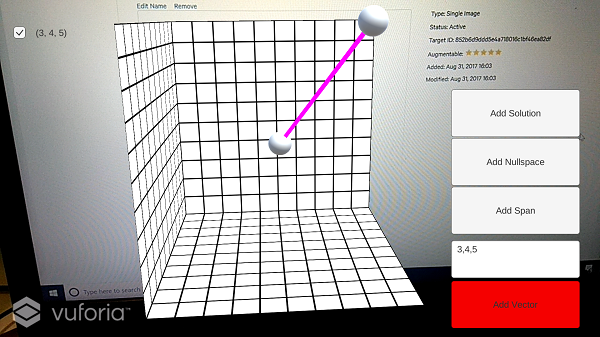 Edit Name Remove
(3, 4, 5)
Type: Single Image
Status: Active
Target ID: 852b6d9ddd5e4a718016c1bf46ea82df
Augmentable:
Added: Aug 31, 2017 16:03
Modified: Aug 31, 2017 16:03
Add Solution
Add Nullspace
Add Span
3,4,5
Add Vector
Type here to search
vuforia™